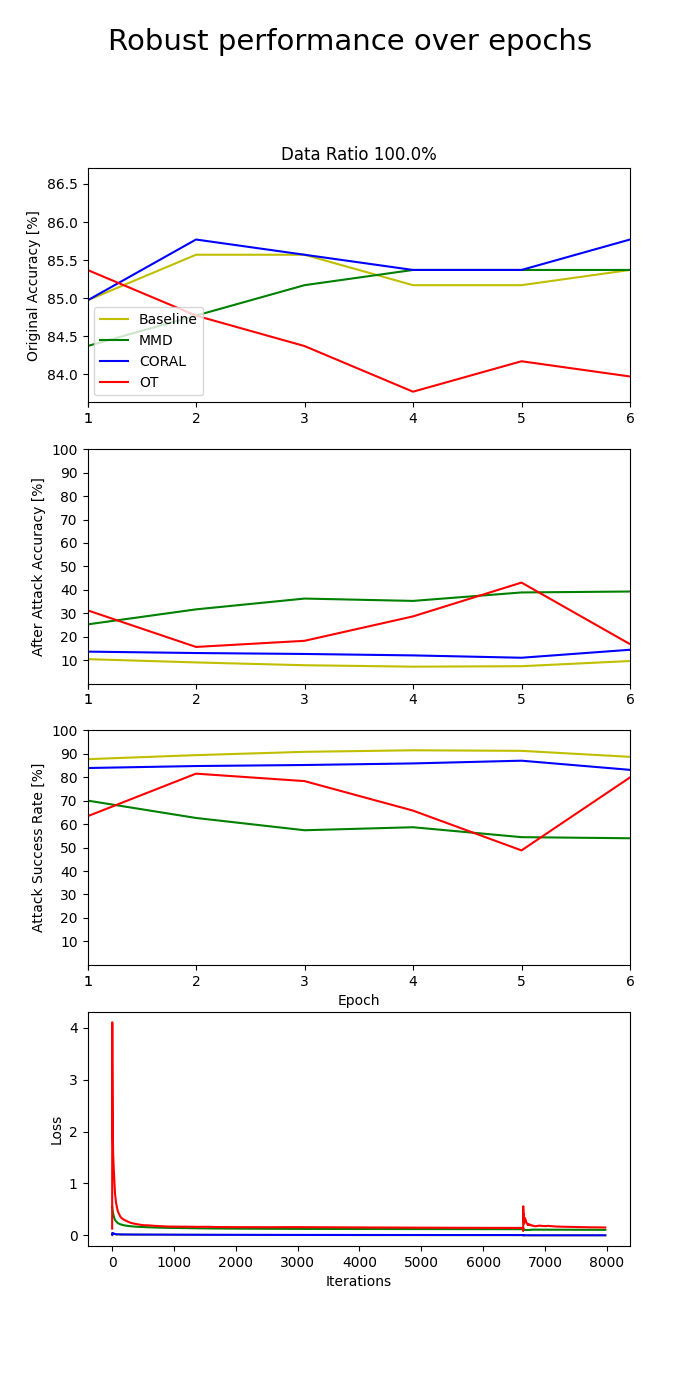 Robust performance over epochs
Data Ratio 100.0%
Original Accuracy [%]
86.5
86.0
85.5
85.0
84.5
84.0
Baseline
MMD
CORAL
OT
1 2 3 4 5 6
After Attack Accuracy [%]
100
90
80
70
60
50
40
30
20
10
1 2 3 4 5 6
Attack Success Rate [%]
100
90
80
70
60
50
40
30
20
10
1 2 3 4 5 6
Epoch
Loss
4
3
2
1
0
0 1000 2000 3000 4000 5000 6000 7000 8000
Iterations